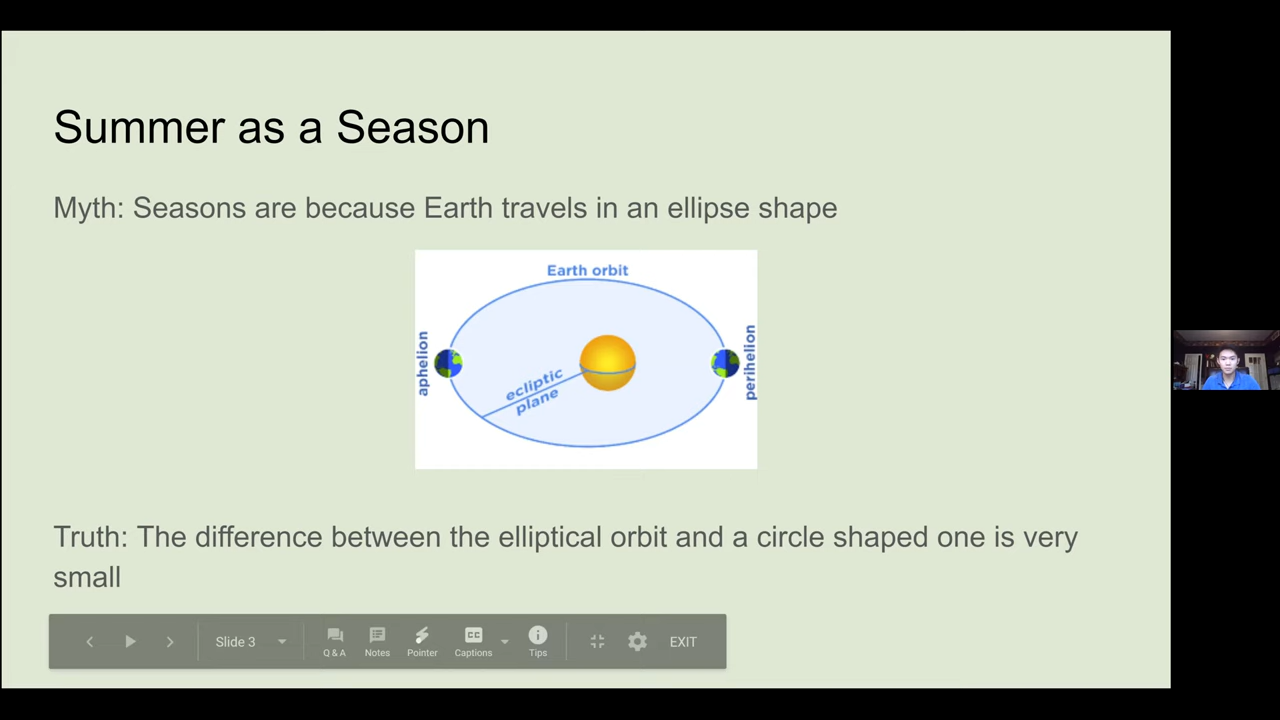 Summer as a Season
Myth: Seasons are because Earth travels in an ellipse shape
Earth orbit
aphelion
ecliptic
plane
perihelion
Truth: The difference between the elliptical orbit and a circle shaped one is very
small
Slide 3
Q & A
Notes
Pointer
CC
Captions
Tips
EXIT